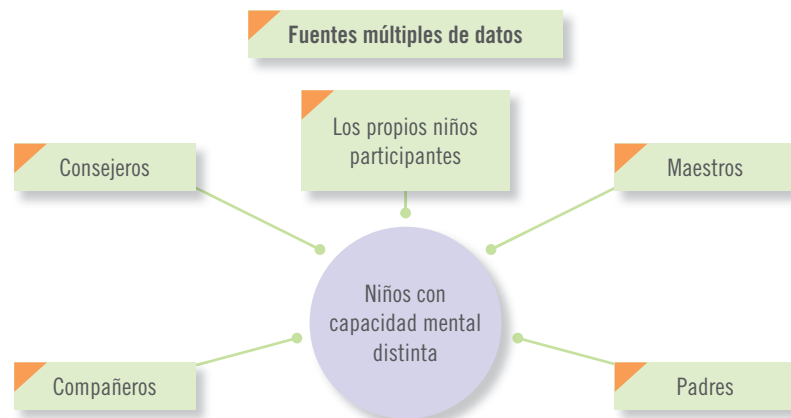 Fuentes múltiples de datos
Los propios niños
participantes
Consejeros
Maestros
Niños con
capacidad mental
distinta
Compañeros
Padres